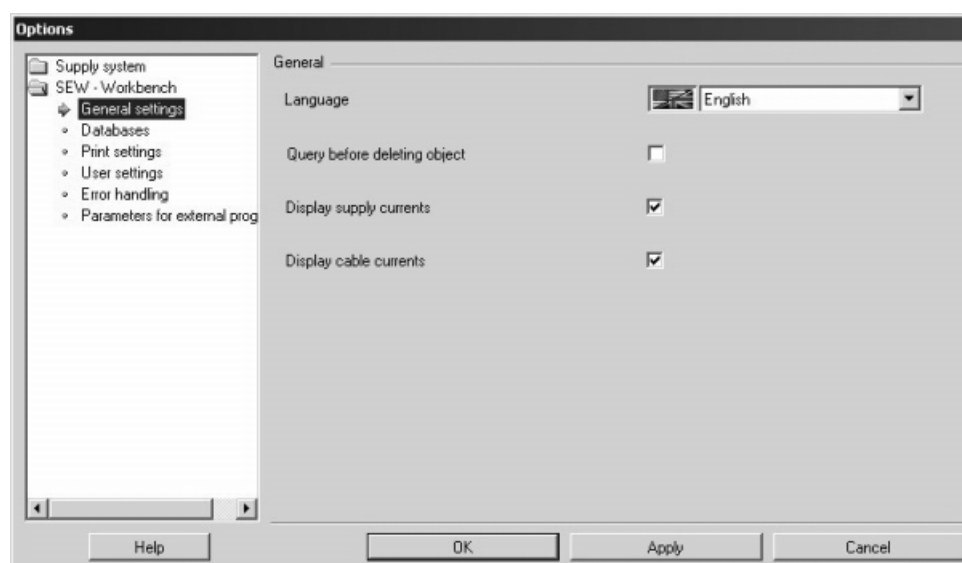 Options
Supply system
SEW - Workbench
General settings
Databases
Print settings
User settings
Error handling
Parameters for external prog
General
Language
English
Query before deleting object
Display supply currents
Display cable currents
Help
OK
Apply
Cancel